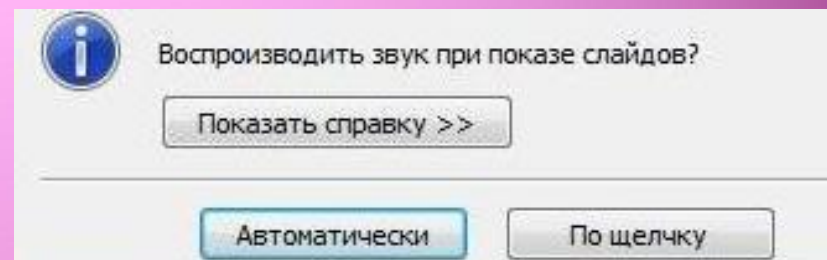 Воспроизводить звук при показе слайдов?
Показать справку >>
Автоматически
По щелчку